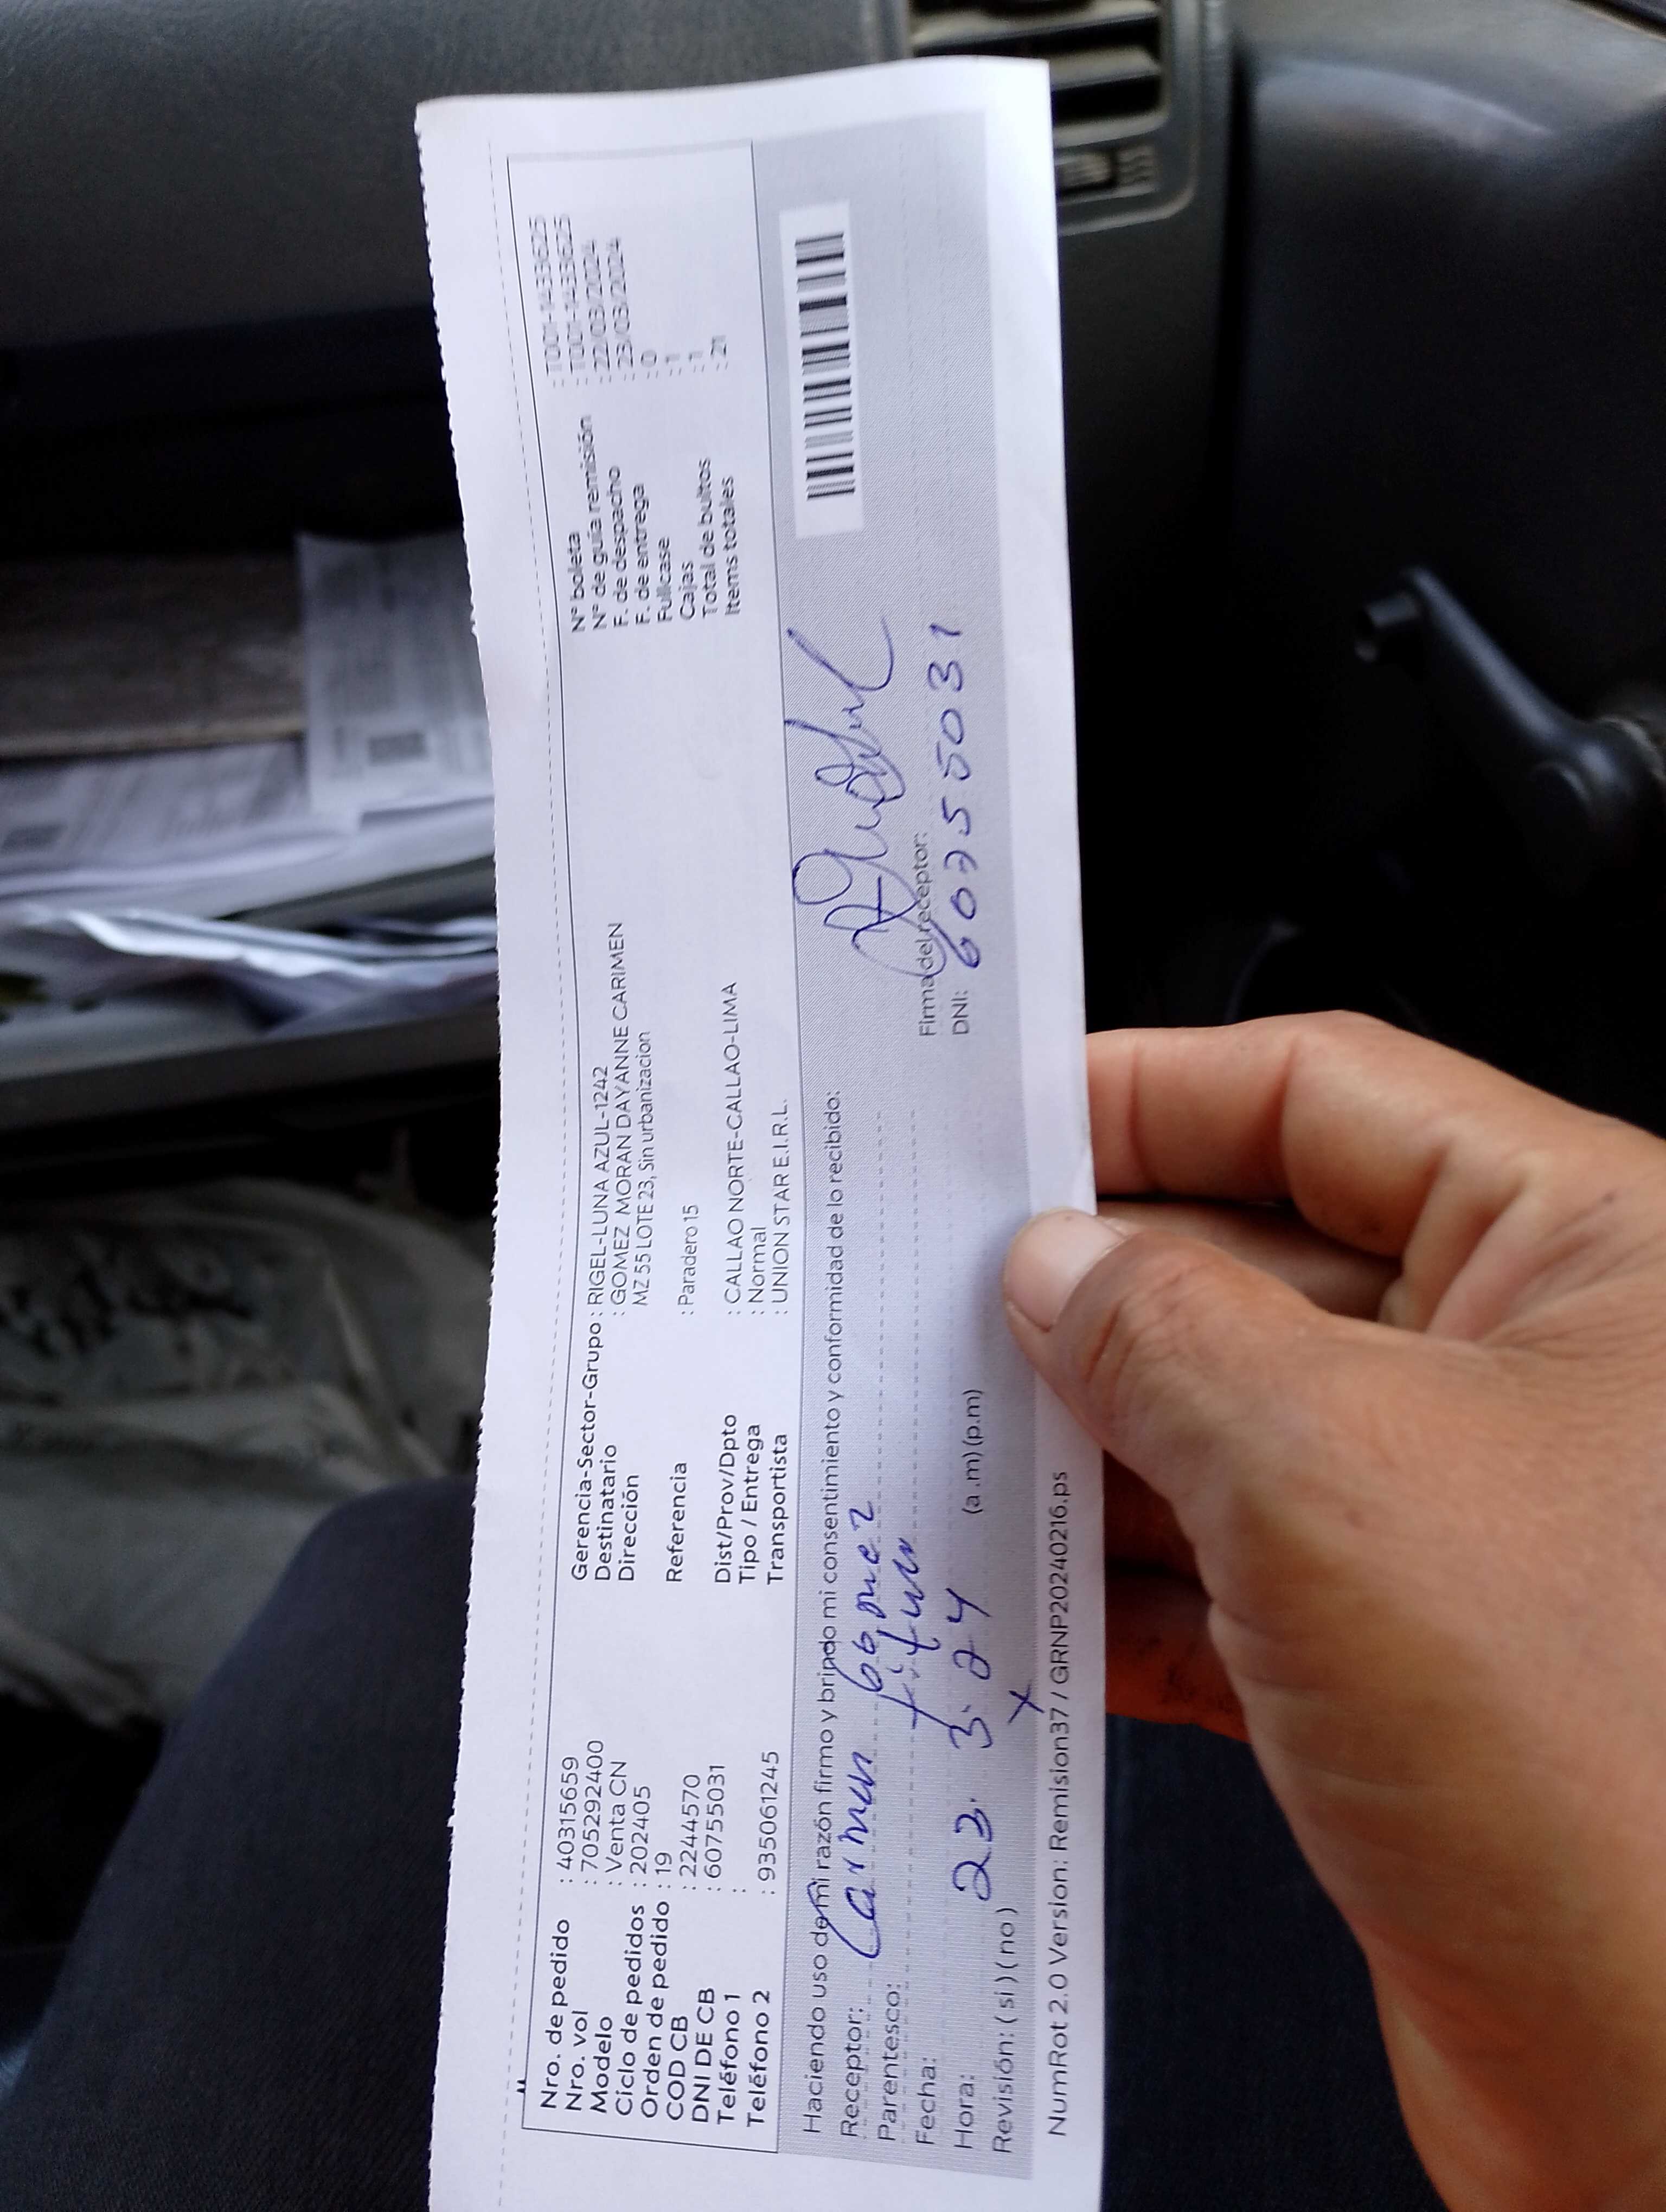 Nro. de pedido : 40315659
Nro. vol : 705292400
Modelo : Venta CN
Ciclo de pedidos : 202405
Orden de pedido : 19
COD CB : 22444570
DNI DE CB : 60755031
Teléfono 1 :
Teléfono 2 : 935061245
Gerencia-Sector-Grupo : RIGEL-LUNA AZUL-1242
Destinatario : GOMEZ MORAN DAYANNE CARIMEN
Dirección MZ 55 LOTE 23, Sin urbanizacion
Referencia : Paradero 15
Dist/Prov/Dpto : CALLAO NORTE-CALLAO-LIMA
Tipo / Entrega : Normal
Transportista : UNION STAR E.I.R.L.
N° boleta
N° de guía remisión
F. de despacho : 22/03/2024
F. de entrega : 23/03/2024
Fullcase : 0
Cajas : 1
Total de bultos : 1
Items totales : 21
Haciendo uso de mi razón firmo y brindo mi consentimiento y conformidad de lo recibido:
Receptor: Carmen Gomez
Parentesco:
Fecha: 23. 3. 24
Hora: (a.m) (p.m)
Revisión: ( si ) ( no ) x
Firma del receptor:
DNI: 60755031
NumRot 2.0 Version: Remision37 / GRNP20240216.ps